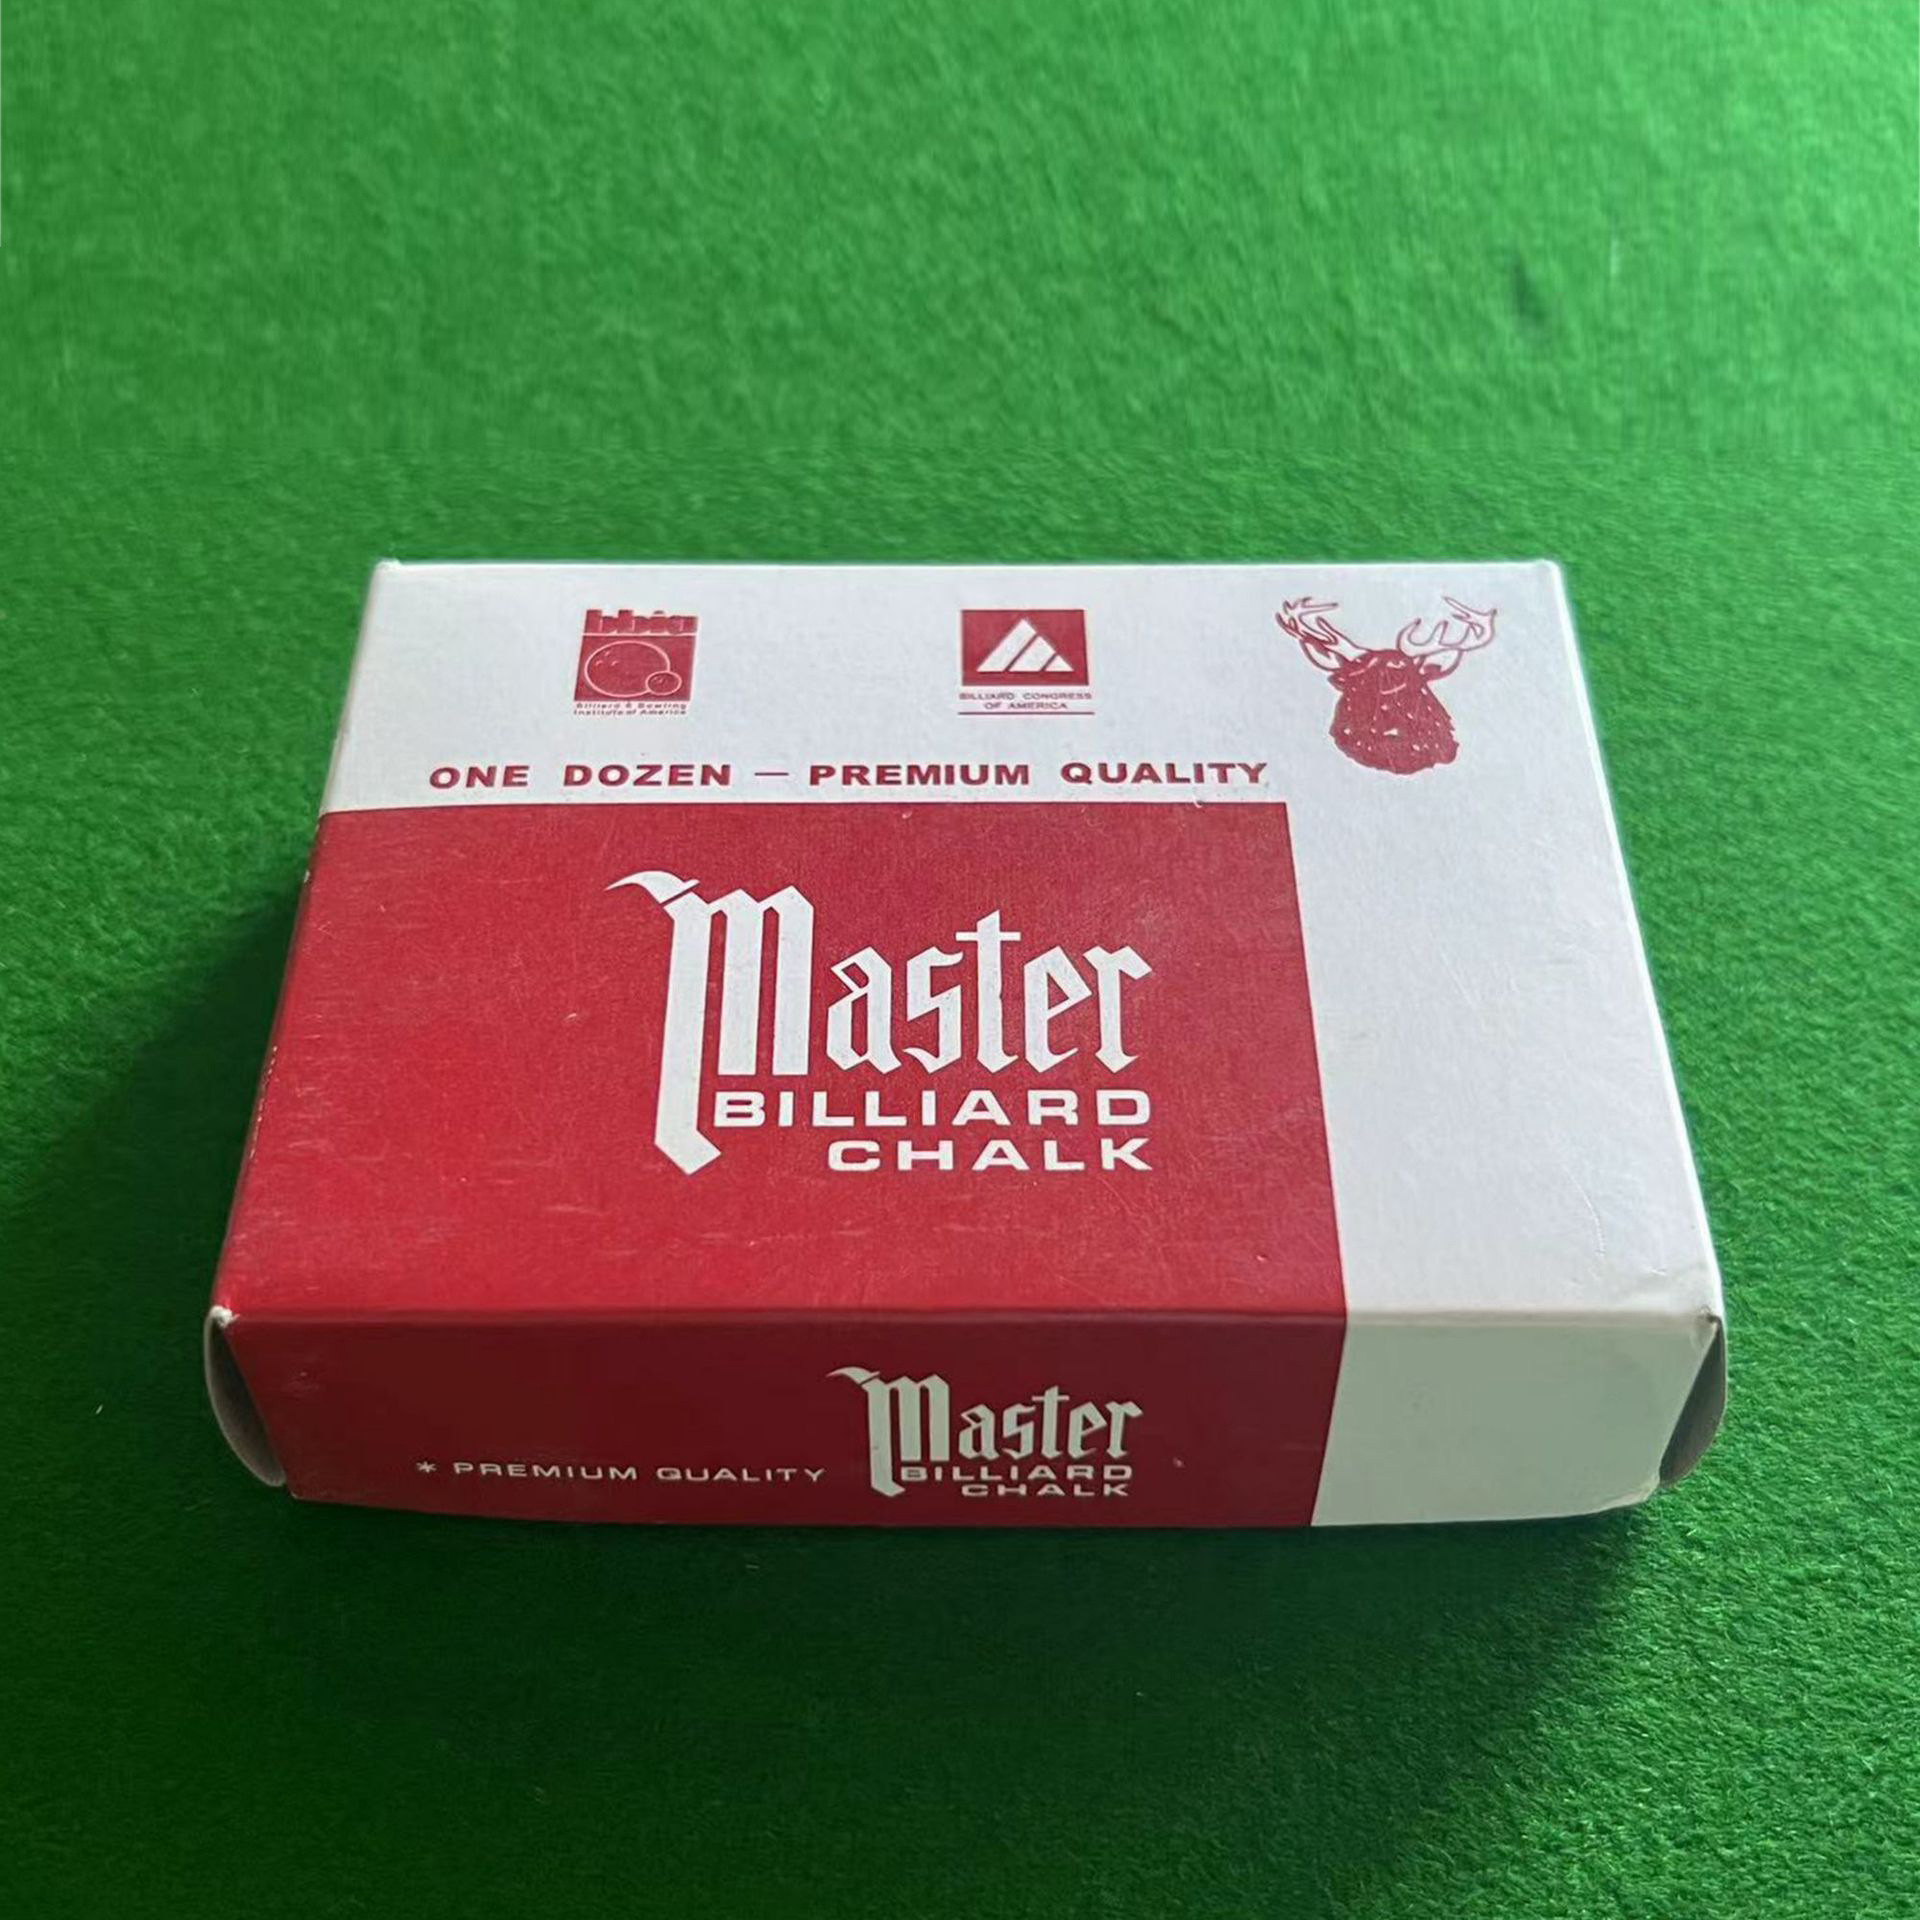 bbia
Billiard & Bowling
Institute of America
BILLIARD CONGRESS
OF AMERICA
ONE DOZEN — PREMIUM QUALITY
Master
BILLIARD
CHALK
* PREMIUM QUALITY
Master
BILLIARD
CHALK